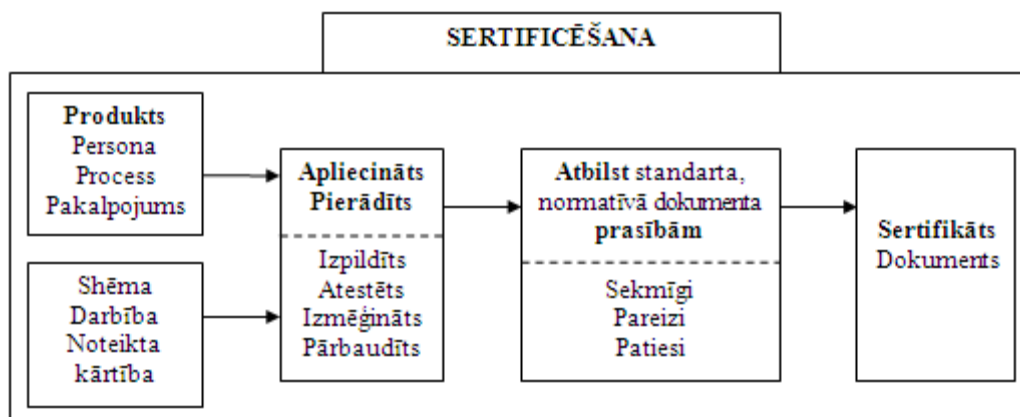 SERTIFICĒŠANA
Produkts
Persona
Process
Pakalpojums
Shēma
Darbība
Noteikta
kārtība
Apliecināts
Pierādīts
Izpildīts
Atestēts
Izmēģināts
Pārbaudīts
Atbilst standarta,
normatīvā dokumenta
prasībām
Sekmīgi
Pareizi
Patiesi
Sertifikāts
Dokuments